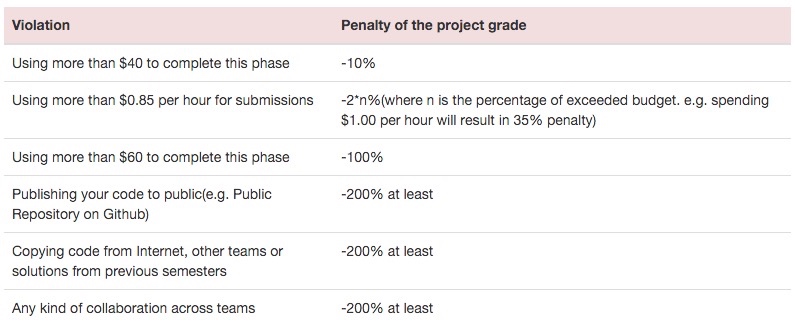 Violation Penalty of the project grade
Using more than $40 to complete this phase -10%
Using more than $0.85 per hour for submissions -2*n%(where n is the percentage of exceeded budget. e.g. spending
$1.00 per hour will result in 35% penalty)
Using more than $60 to complete this phase -100%
Publishing your code to public(e.g. Public -200% at least
Repository on Github)
Copying code from Internet, other teams or -200% at least
solutions from previous semesters
Any kind of collaboration across teams -200% at least